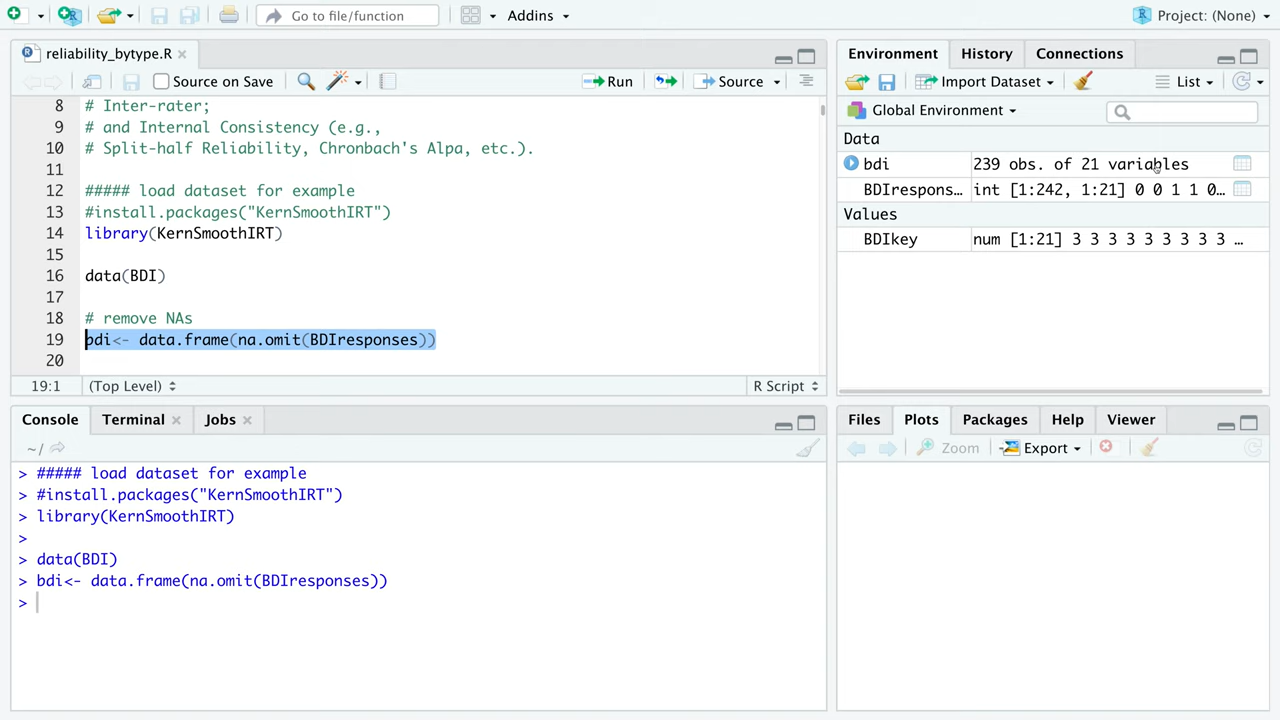 Go to file/function
Addins
Project: (None)
reliability_bytype.R
Source on Save
Run
Source
8 # Inter-rater;
9 # and Internal Consistency (e.g.,
10 # Split-half Reliability, Chronbach's Alpa, etc.).
11
12 ##### load dataset for example
13 #install.packages("KernSmoothIRT")
14 library(KernSmoothIRT)
15
16 data(BDI)
17
18 # remove NAs
19 bdi<- data.frame(na.omit(BDIresponses))
20
19:1 (Top Level) R Script
Console Terminal Jobs
~/
> ##### load dataset for example
> #install.packages("KernSmoothIRT")
> library(KernSmoothIRT)
>
> data(BDI)
> bdi<- data.frame(na.omit(BDIresponses))
>
Environment History Connections
Import Dataset List
Global Environment
Data
bdi 239 obs. of 21 variables
BDIrespons… int [1:242, 1:21] 0 0 1 1 0…
Values
BDIkey num [1:21] 3 3 3 3 3 3 3 3 3 …
Files Plots Packages Help Viewer
Zoom Export